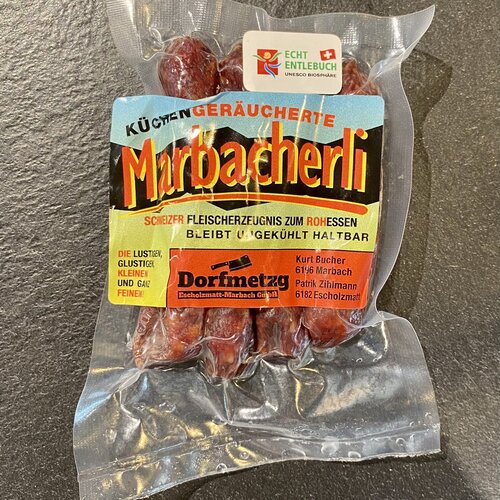 ECHT
ENTLEBUCH
UNESCO BIOSPHÄRE
KÜCHENGERÄUCHERTE
Marbacherli
SCHWEIZER FLEISCHERZEUGNIS ZUM ROHESSEN
BLEIBT UNGEKÜHLT HALTBAR
DIE LUSTIGEN,
GLUSTIGEN,
KLEINEN
UND GANZ
FEINEN!
Dorfmetzg
Escholzmatt-Marbach GmbH
Kurt Bucher
6196 Marbach
Patrik Zihlmann
6182 Escholzmatt